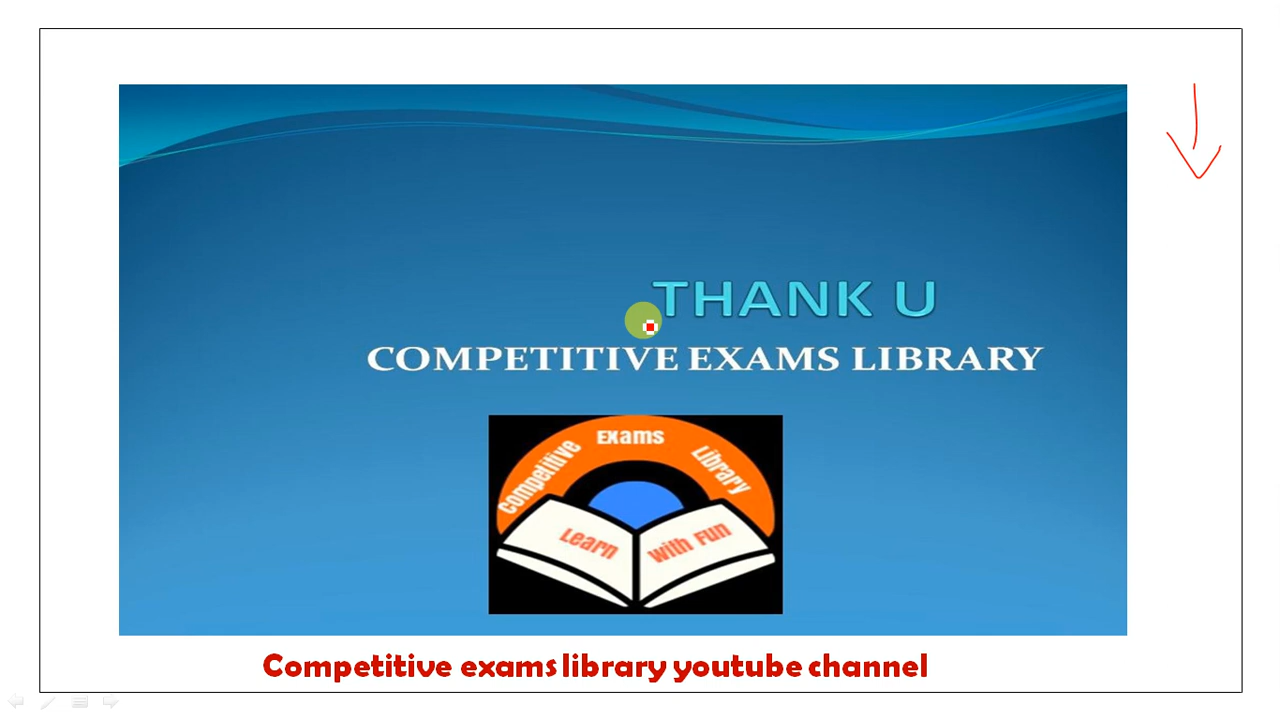 THANK U
COMPETITIVE EXAMS LIBRARY
Competitive Exams Library
Learn With Fun
Competitive exams library youtube channel